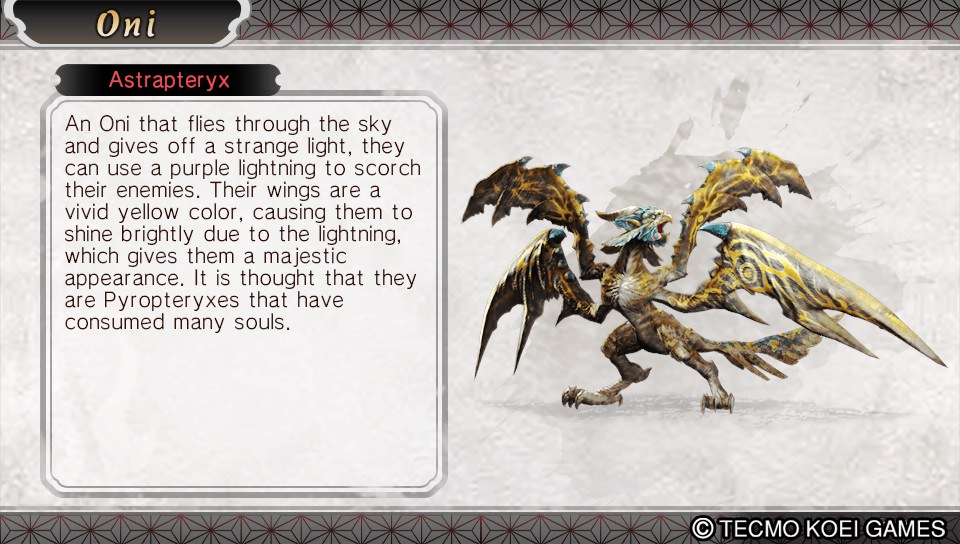 Oni
Astrapteryx
An Oni that flies through the sky
and gives off a strange light, they
can use a purple lightning to scorch
their enemies. Their wings are a
vivid yellow color, causing them to
shine brightly due to the lightning,
which gives them a majestic
appearance. It is thought that they
are Pyropteryxes that have
consumed many souls.
© TECMO KOEI GAMES